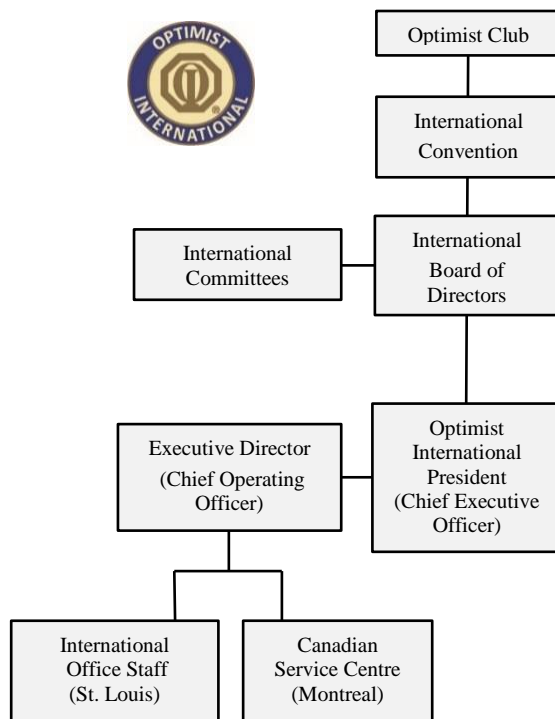 OPTIMIST
INTERNATIONAL
®
Optimist Club
International
Convention
International
Committees
International
Board of
Directors
Executive Director
(Chief Operating
Officer)
Optimist
International
President
(Chief Executive
Officer)
International
Office Staff
(St. Louis)
Canadian
Service Centre
(Montreal)